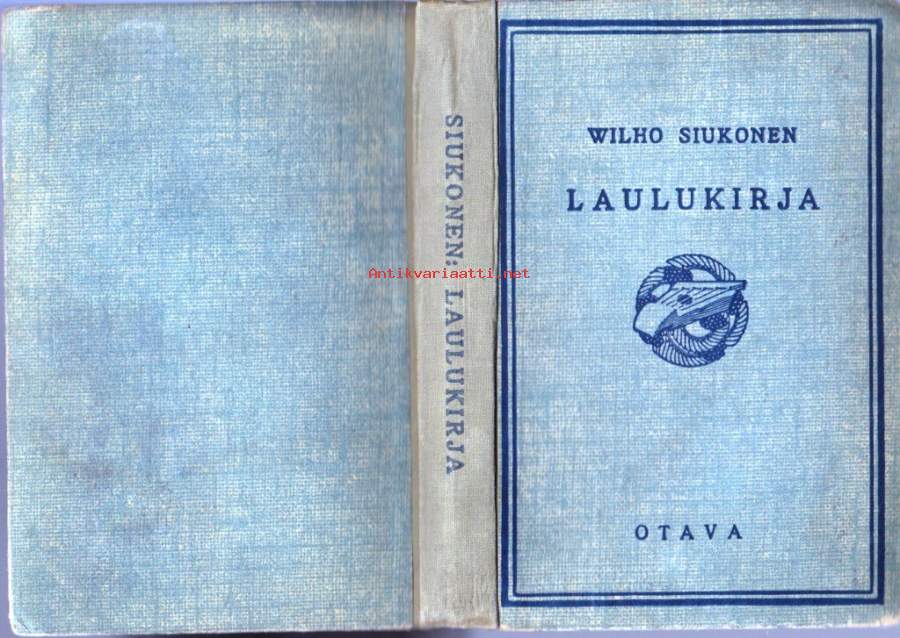 SIUKONEN: LAULUKIRJA
WILHO SIUKONEN
LAULUKIRJA
Antikvariaatti.net
OTAVA